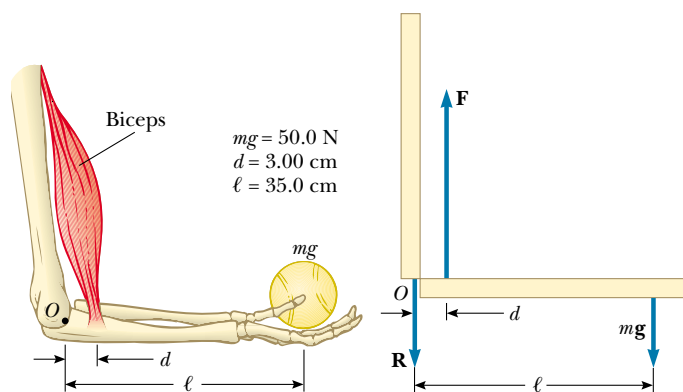 Biceps
mg = 50.0 N
d = 3.00 cm
ℓ = 35.0 cm
mg
O
d
ℓ
F
O
d
mg
R
ℓ